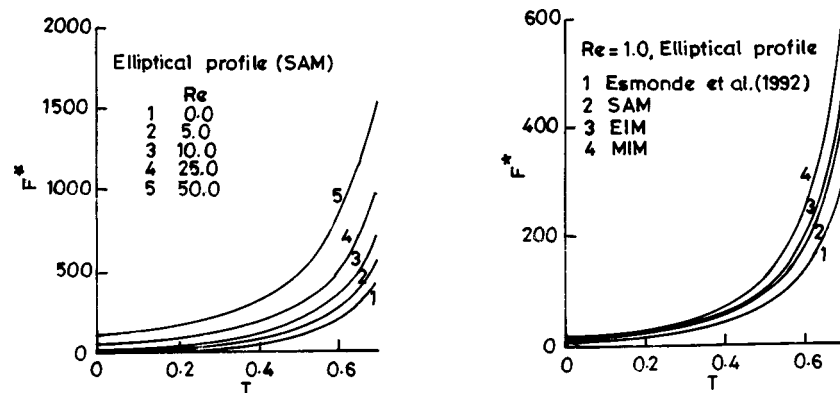 2000
1500
1000
500
0
F*
Elliptical profile (SAM)
Re
1 0.0
2 5.0
3 10.0
4 25.0
5 50.0
5
4
3
2
1
0 0.2 0.4 0.6
T
600
400
200
0
F*
Re = 1.0, Elliptical profile
1 Esmonde et al. (1992)
2 SAM
3 EIM
4 MIM
4
3
2
1
0 0.2 0.4 0.6
T